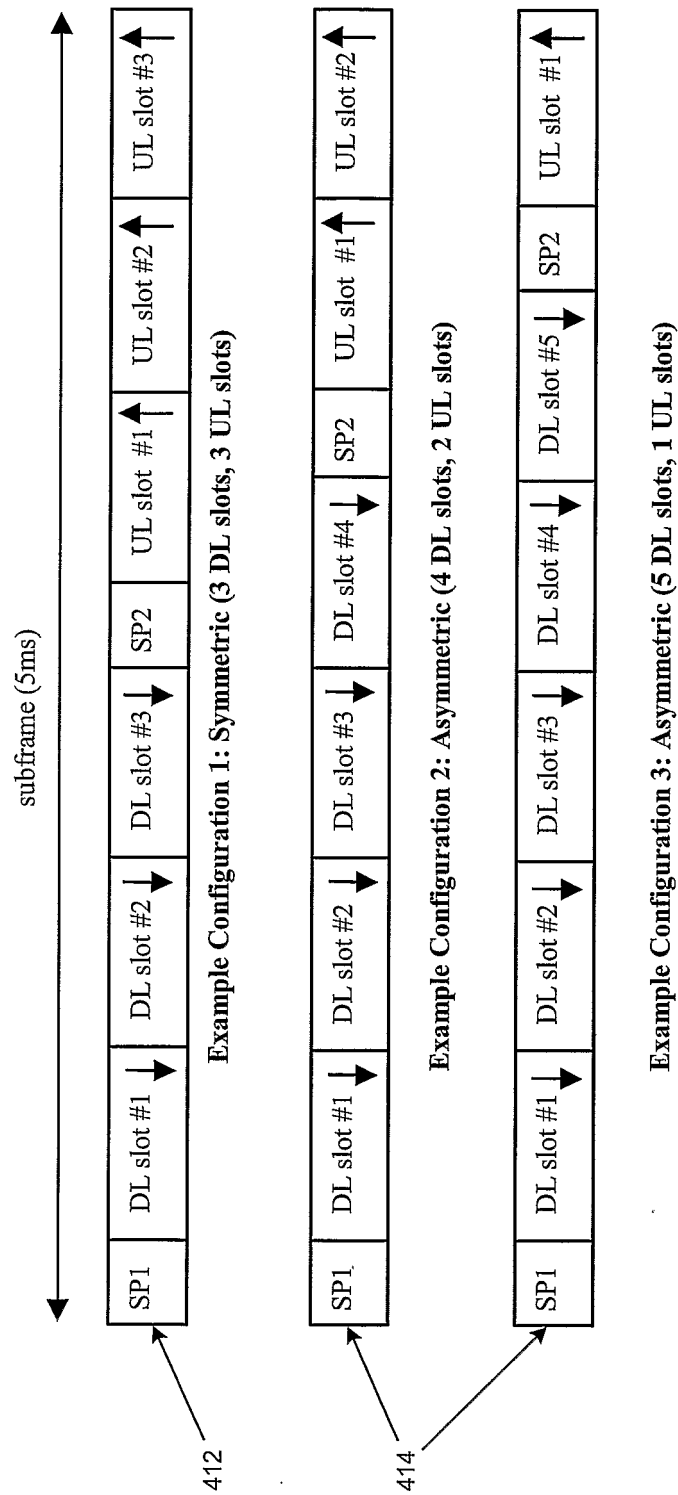 subframe (5ms)
SP1
DL slot #1
DL slot #2
DL slot #3
SP2
UL slot #1
UL slot #2
UL slot #3
412
Example Configuration 1: Symmetric (3 DL slots, 3 UL slots)
SP1
DL slot #1
DL slot #2
DL slot #3
DL slot #4
SP2
UL slot #1
UL slot #2
414
Example Configuration 2: Asymmetric (4 DL slots, 2 UL slots)
SP1
DL slot #1
DL slot #2
DL slot #3
DL slot #4
DL slot #5
SP2
UL slot #1
Example Configuration 3: Asymmetric (5 DL slots, 1 UL slots)